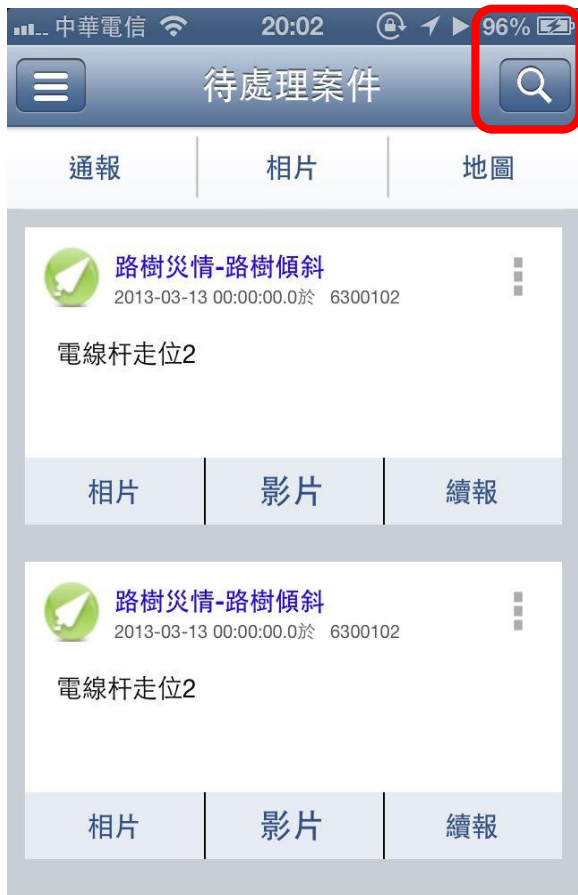 中華電信 20:02 96%
待處理案件
通報 相片 地圖
路樹災情-路樹傾斜
2013-03-13 00:00:00.0於 6300102
電線杆走位2
相片 影片 續報
路樹災情-路樹傾斜
2013-03-13 00:00:00.0於 6300102
電線杆走位2
相片 影片 續報